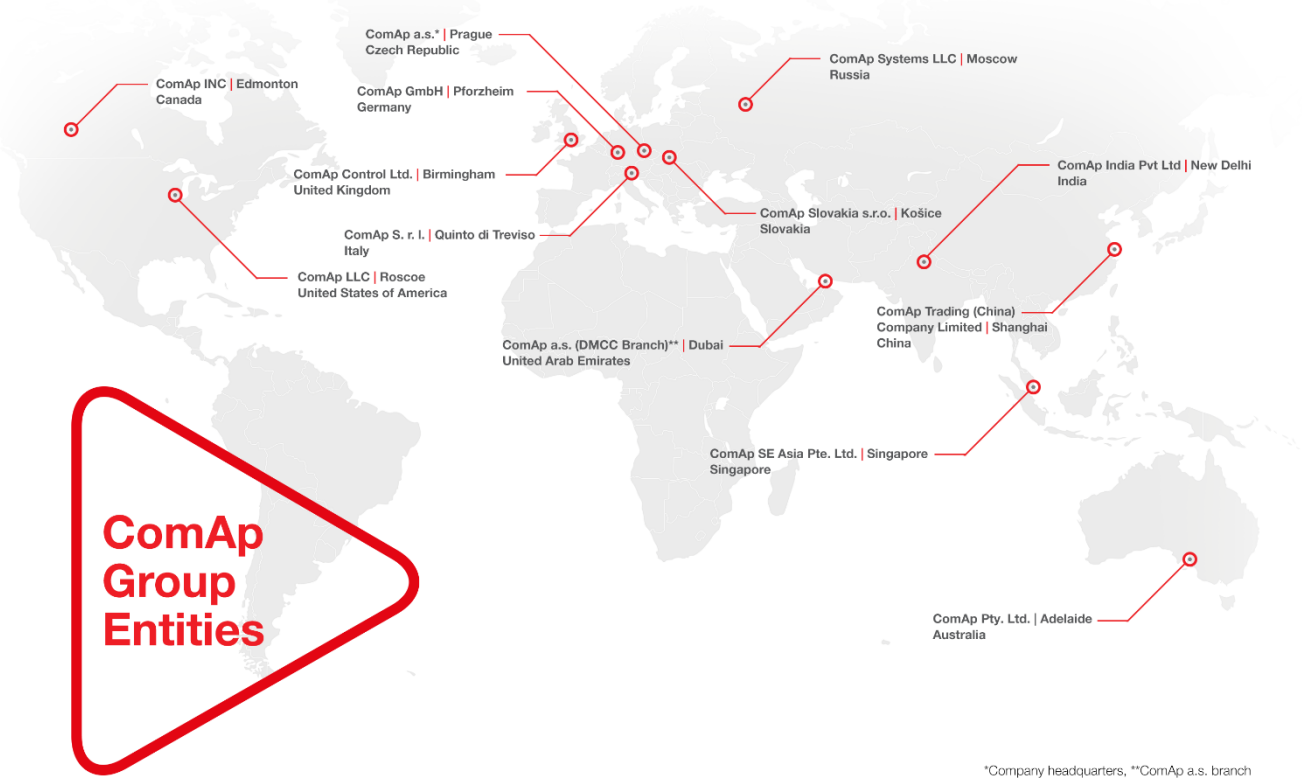 ComAp a.s.* | Prague
Czech Republic
ComAp Systems LLC | Moscow
Russia
ComAp INC | Edmonton
Canada
ComAp GmbH | Pforzheim
Germany
ComAp India Pvt Ltd | New Delhi
India
ComAp Control Ltd. | Birmingham
United Kingdom
ComAp Slovakia s.r.o. | Košice
Slovakia
ComAp S. r. l. | Quinto di Treviso
Italy
ComAp LLC | Roscoe
United States of America
ComAp Trading (China)
Company Limited | Shanghai
China
ComAp a.s. (DMCC Branch)** | Dubai
United Arab Emirates
ComAp SE Asia Pte. Ltd. | Singapore
Singapore
ComAp
Group
Entities
ComAp Pty. Ltd. | Adelaide
Australia
*Company headquarters, **ComAp a.s. branch